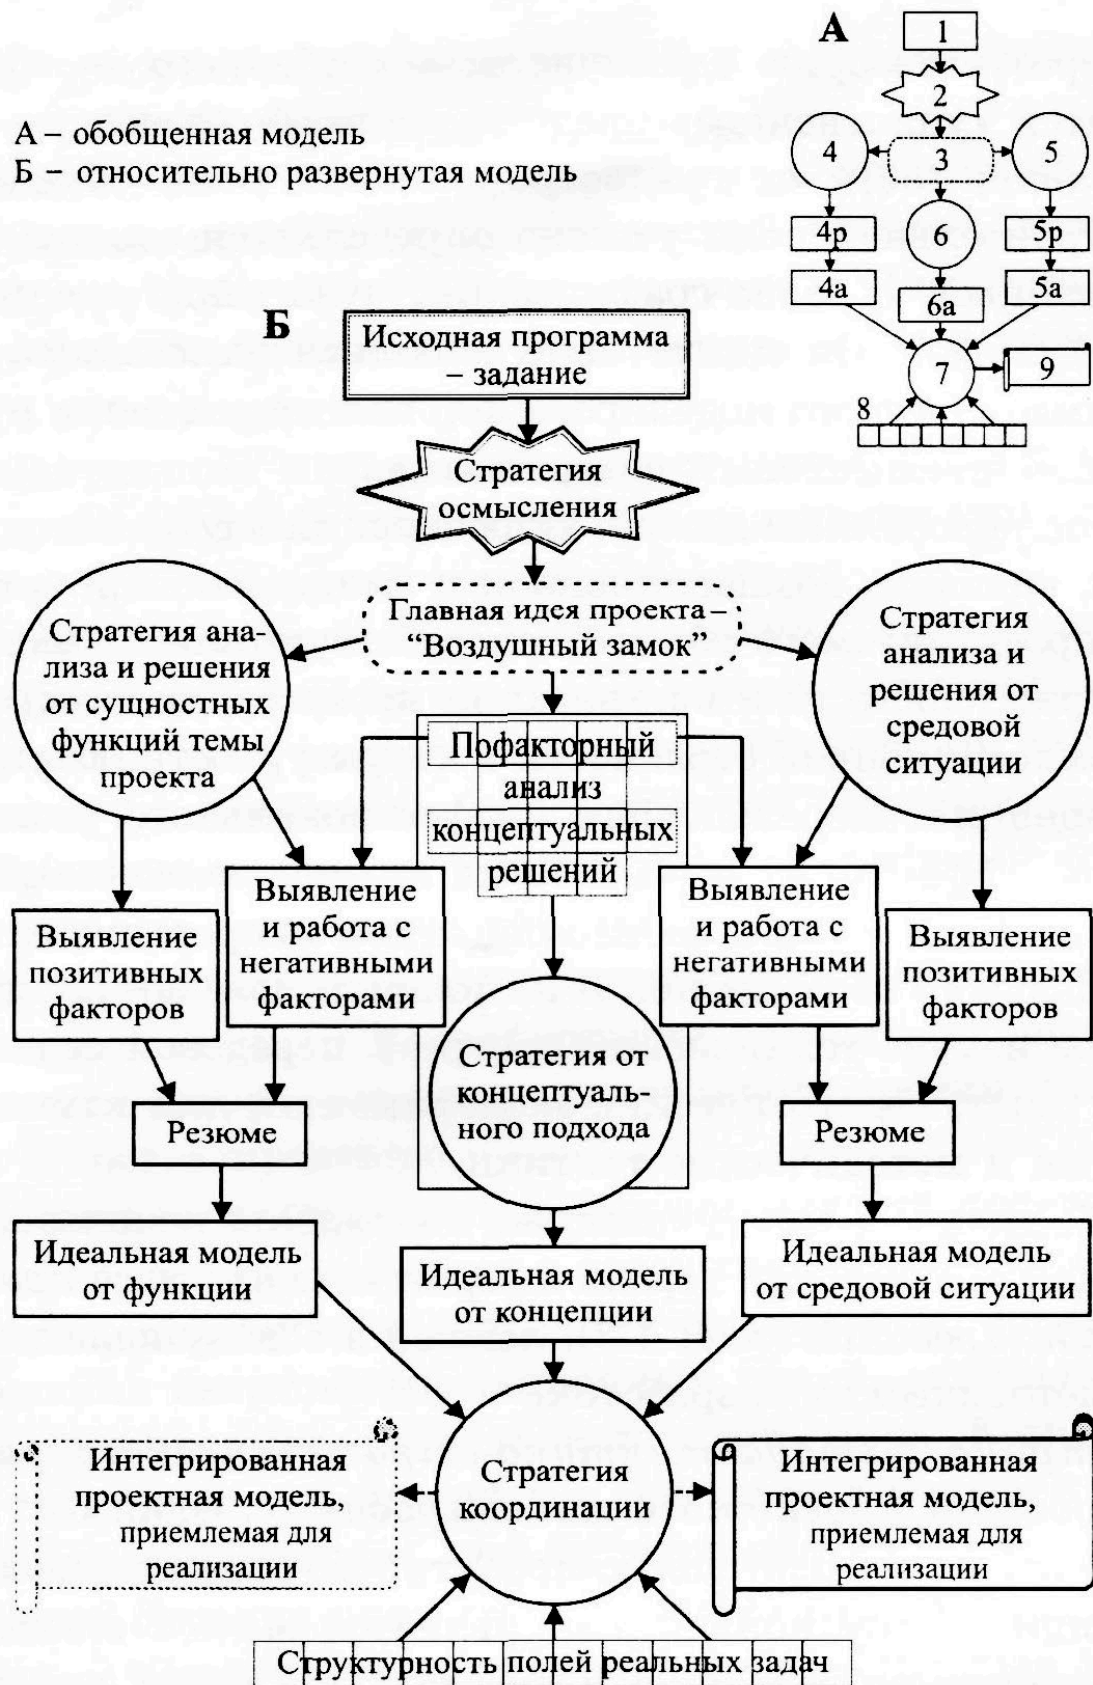 А
1
2
А – обобщенная модель
Б – относительно развернутая модель
4
3
5
4р
6
5р
4а
6а
5а
7
9
8
Б
Исходная программа
– задание
Стратегия
осмысления
Главная идея проекта –
“Воздушный замок”
Стратегия ана-
лиза и решения
от сущностных
функций темы
проекта
Стратегия
анализа и
решения от
средовой
ситуации
Пофакторный
анализ
концептуальных
решений
Выявление
позитивных
факторов
Выявление
и работа с
негативными
факторами
Выявление
и работа с
негативными
факторами
Выявление
позитивных
факторов
Стратегия от
концептуаль-
ного подхода
Резюме
Резюме
Идеальная модель
от функции
Идеальная модель
от концепции
Идеальная модель
от средовой ситуации
Интегрированная
проектная модель,
приемлемая для
реализации
Стратегия
координации
Интегрированная
проектная модель,
приемлемая для
реализации
Структурность полей реальных задач